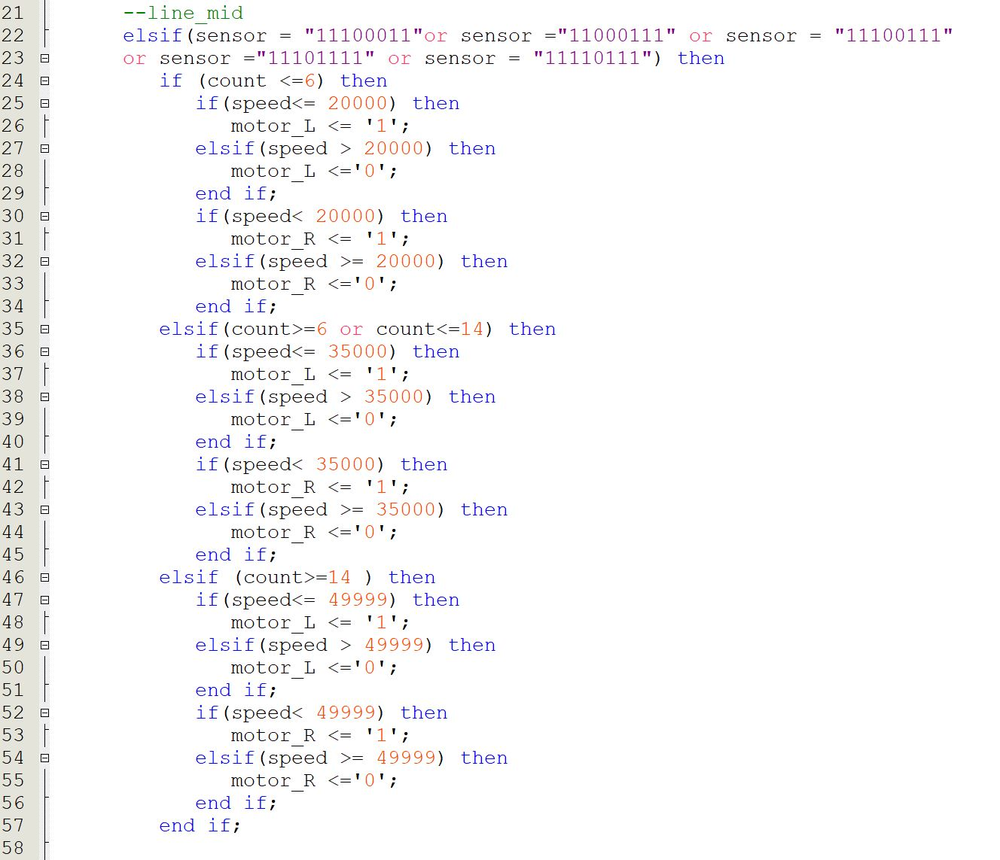 21 --line_mid
22 elsif(sensor = "11100011"or sensor ="11000111" or sensor = "11100111"
23 or sensor ="11101111" or sensor = "11110111") then
24 if (count <=6) then
25 if(speed<= 20000) then
26 motor_L <= '1';
27 elsif(speed > 20000) then
28 motor_L <='0';
29 end if;
30 if(speed< 20000) then
31 motor_R <= '1';
32 elsif(speed >= 20000) then
33 motor_R <='0';
34 end if;
35 elsif(count>=6 or count<=14) then
36 if(speed<= 35000) then
37 motor_L <= '1';
38 elsif(speed > 35000) then
39 motor_L <='0';
40 end if;
41 if(speed< 35000) then
42 motor_R <= '1';
43 elsif(speed >= 35000) then
44 motor_R <='0';
45 end if;
46 elsif (count>=14 ) then
47 if(speed<= 49999) then
48 motor_L <= '1';
49 elsif(speed > 49999) then
50 motor_L <='0';
51 end if;
52 if(speed< 49999) then
53 motor_R <= '1';
54 elsif(speed >= 49999) then
55 motor_R <='0';
56 end if;
57 end if;
58